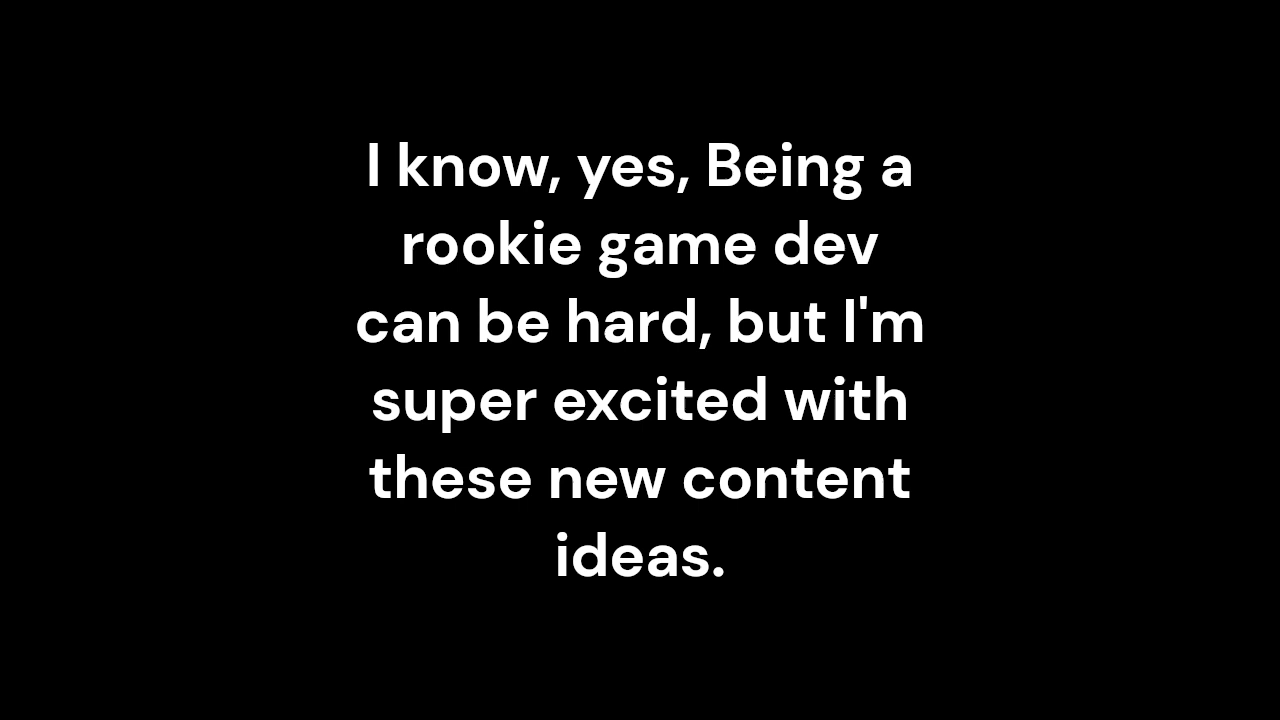 I know, yes, Being a
rookie game dev
can be hard, but I'm
super excited with
these new content
ideas.